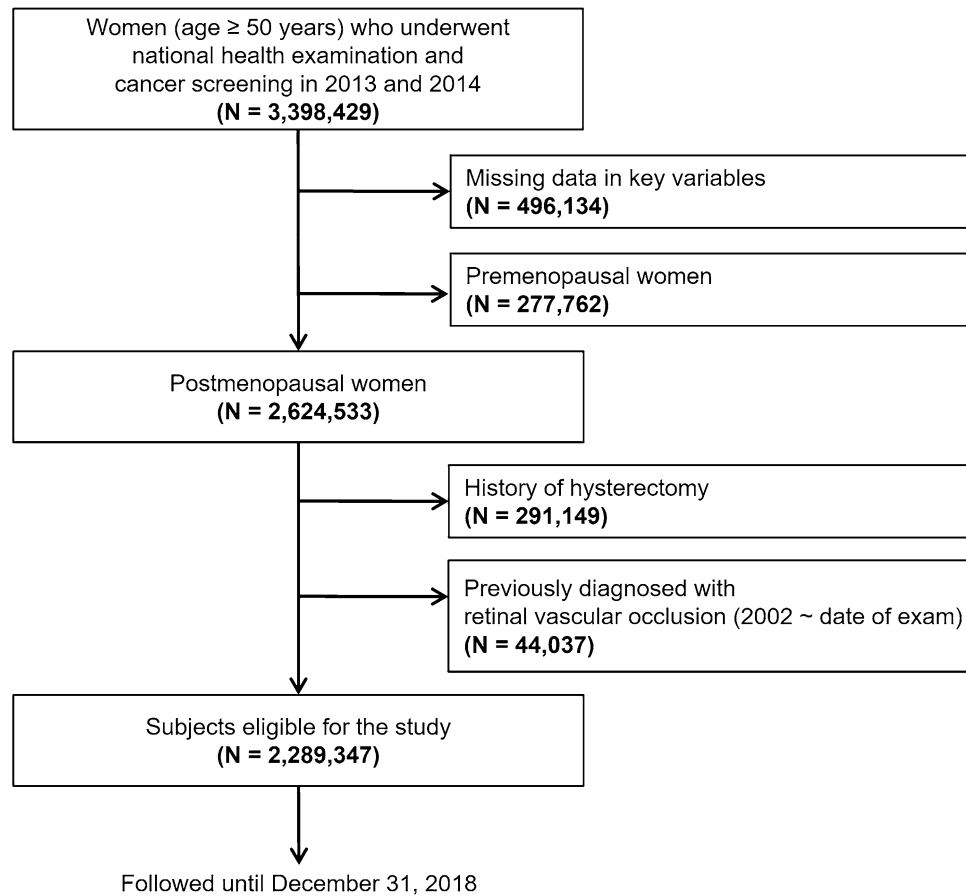 Women (age ≥ 50 years) who underwent
national health examination and
cancer screening in 2013 and 2014
(N = 3,398,429)
Missing data in key variables
(N = 496,134)
Premenopausal women
(N = 277,762)
Postmenopausal women
(N = 2,624,533)
History of hysterectomy
(N = 291,149)
Previously diagnosed with
retinal vascular occlusion (2002 ~ date of exam)
(N = 44,037)
Subjects eligible for the study
(N = 2,289,347)
Followed until December 31, 2018